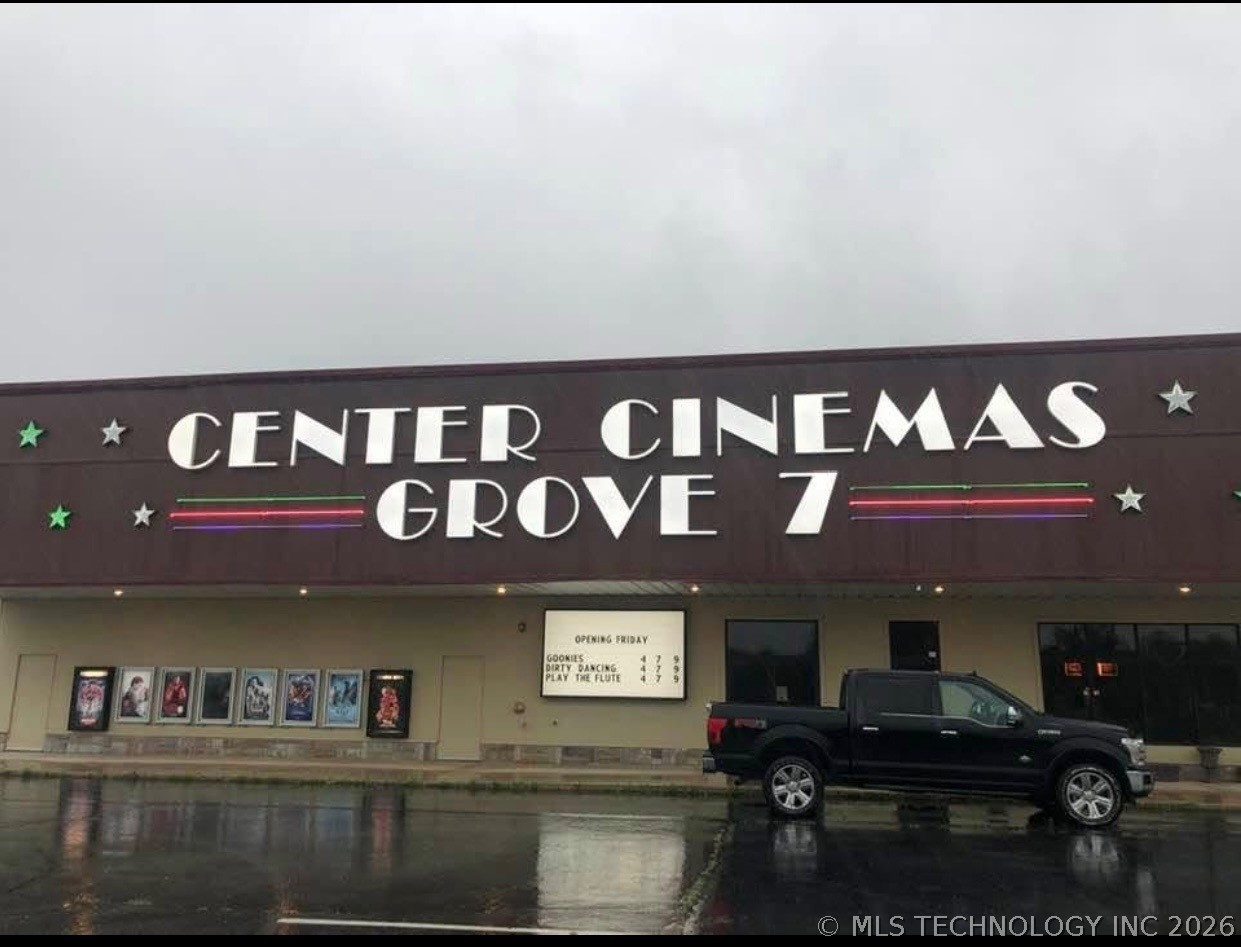 CENTER CINEMAS
GROVE 7
OPENING FRIDAY
GOONIES 4 7 9
DIRTY DANCING 4 7 9
PLAY THE FLUTE 4 7 9
© MLS TECHNOLOGY INC 2026